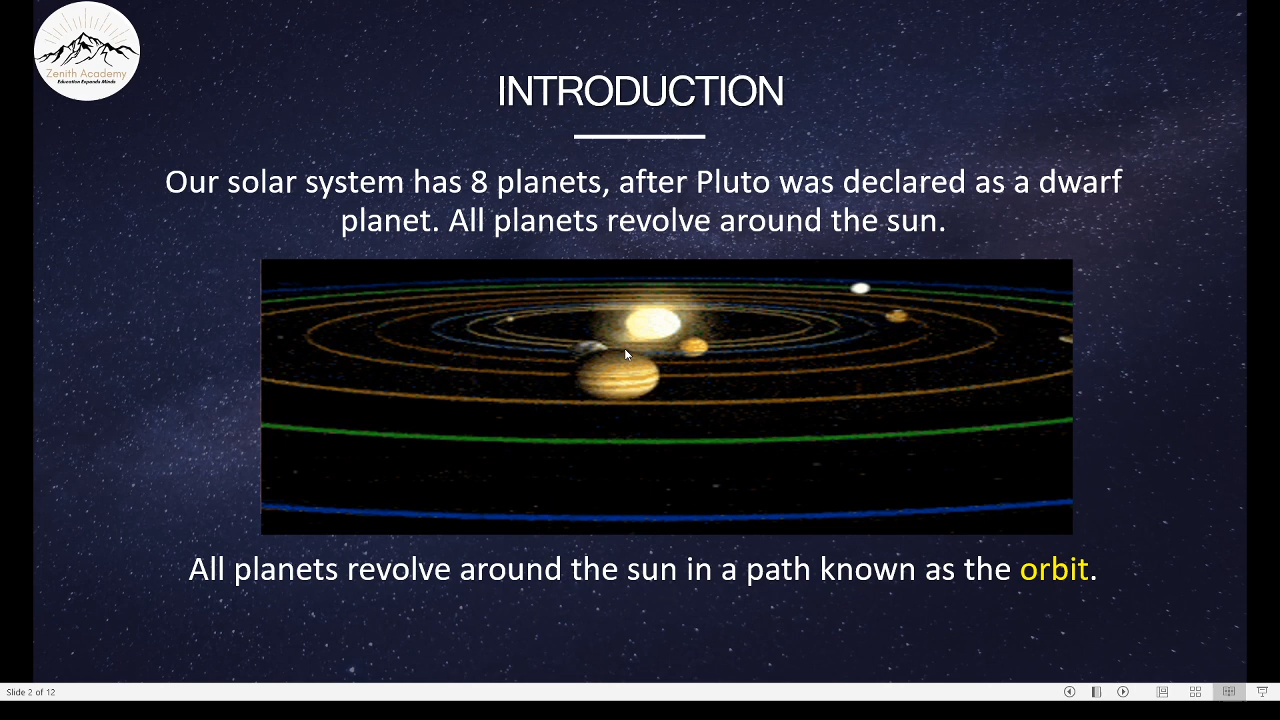 Zenith Academy
Education Expands Minds
INTRODUCTION
Our solar system has 8 planets, after Pluto was declared as a dwarf
planet. All planets revolve around the sun.
All planets revolve around the sun in a path known as the orbit.
Slide 2 of 12